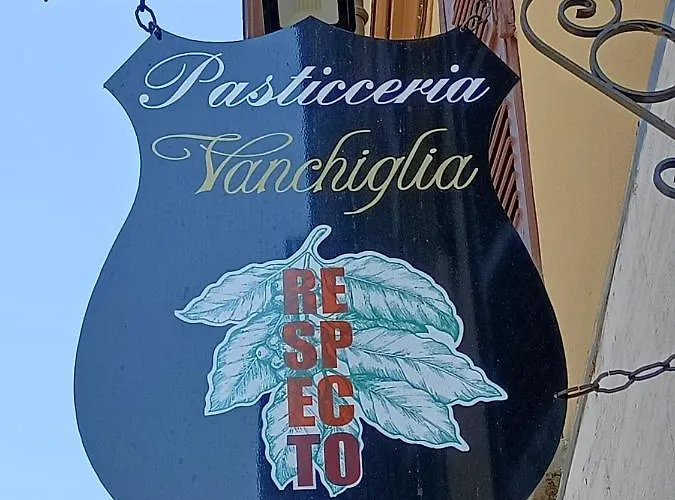 Pasticceria
Vanchiglia
RE
SP
EC
TO